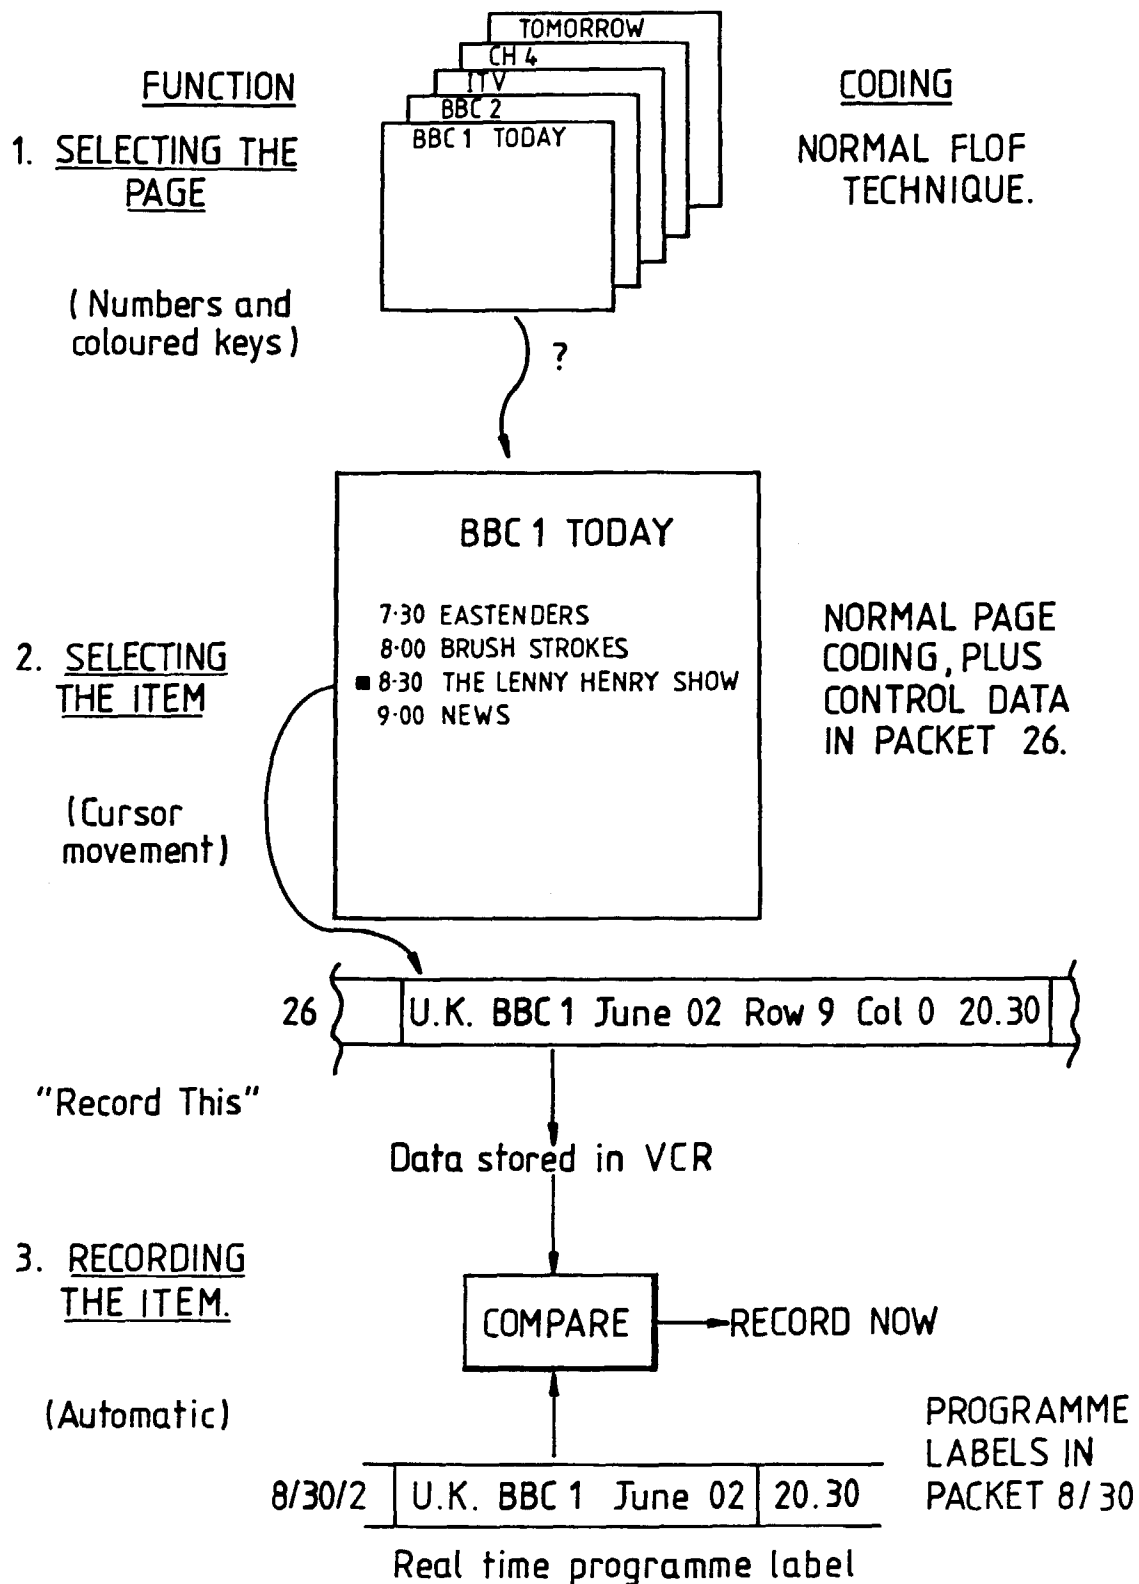 TOMORROW
CH 4
ITV
BBC 2
BBC 1 TODAY
FUNCTION
CODING
1. SELECTING THE
PAGE
NORMAL FLOF
TECHNIQUE.
(Numbers and
coloured keys)
?
BBC 1 TODAY
7·30 EASTENDERS
8·00 BRUSH STROKES
8·30 THE LENNY HENRY SHOW
9·00 NEWS
2. SELECTING
THE ITEM
NORMAL PAGE
CODING, PLUS
CONTROL DATA
IN PACKET 26.
(Cursor
movement)
26 U.K. BBC 1 June 02 Row 9 Col 0 20.30
"Record This"
Data stored in VCR
3. RECORDING
THE ITEM.
COMPARE
RECORD NOW
(Automatic)
PROGRAMME
LABELS IN
PACKET 8/30
8/30/2 U.K. BBC 1 June 02 20.30
Real time programme label